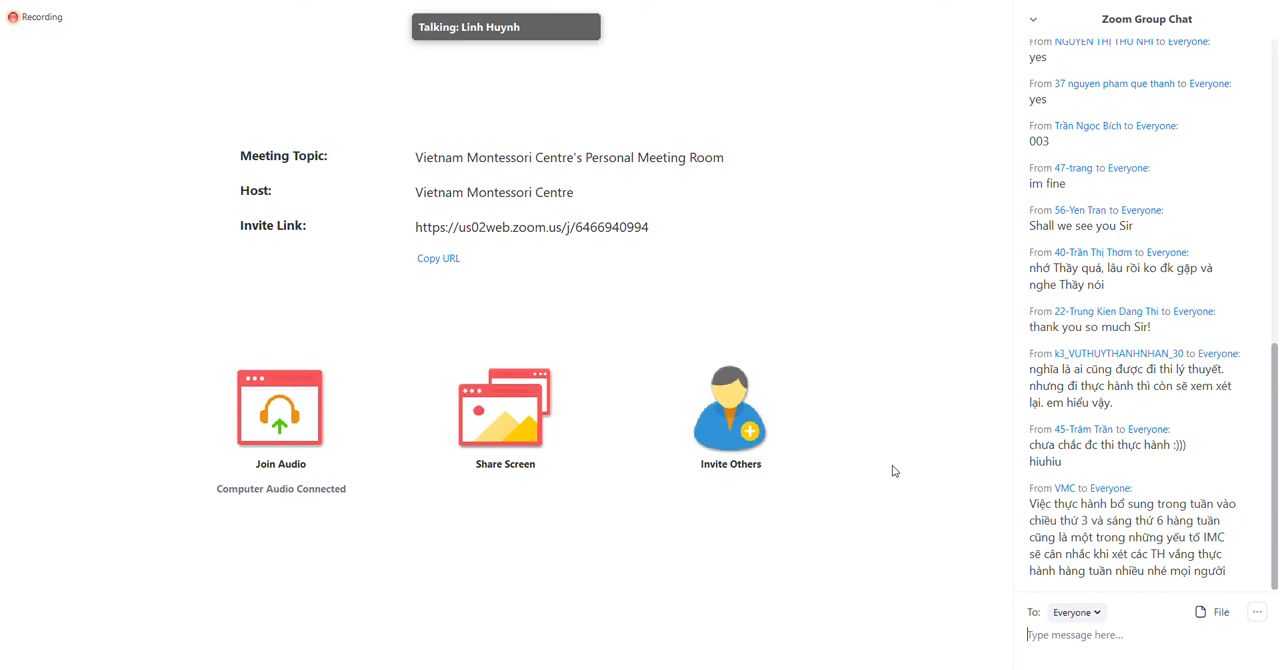 Recording
Talking: Linh Huynh
Meeting Topic: Vietnam Montessori Centre's Personal Meeting Room
Host: Vietnam Montessori Centre
Invite Link: https://us02web.zoom.us/j/6466940994
Copy URL
Join Audio
Computer Audio Connected
Share Screen
Invite Others
Zoom Group Chat
From NGUYỄN THỊ THU NHI to Everyone:
yes
From 37 nguyen pham que thanh to Everyone:
yes
From Trần Ngọc Bích to Everyone:
003
From 47-trang to Everyone:
im fine
From 56-Yen Tran to Everyone:
Shall we see you Sir
From 40-Trần Thị Thơm to Everyone:
nhớ Thầy quá, lâu rồi ko đk gặp và
nghe Thầy nói
From 22-Trung Kien Dang Thi to Everyone:
thank you so much Sir!
From k3_VUTHUYTHANHNHAN_30 to Everyone:
nghĩa là ai cũng được đi thi lý thuyết.
nhưng đi thực hành thì còn sẽ xem xét
lại. em hiểu vậy.
From 45-Trâm Trần to Everyone:
chưa chắc đc thi thực hành :)))
hiuhiu
From VMC to Everyone:
Việc thực hành bổ sung trong tuần vào
chiều thứ 3 và sáng thứ 6 hàng tuần
cũng là một trong những yếu tố IMC
sẽ cân nhắc khi xét các TH vắng thực
hành hàng tuần nhiều nhé mọi người
To: Everyone
File
Type message here...